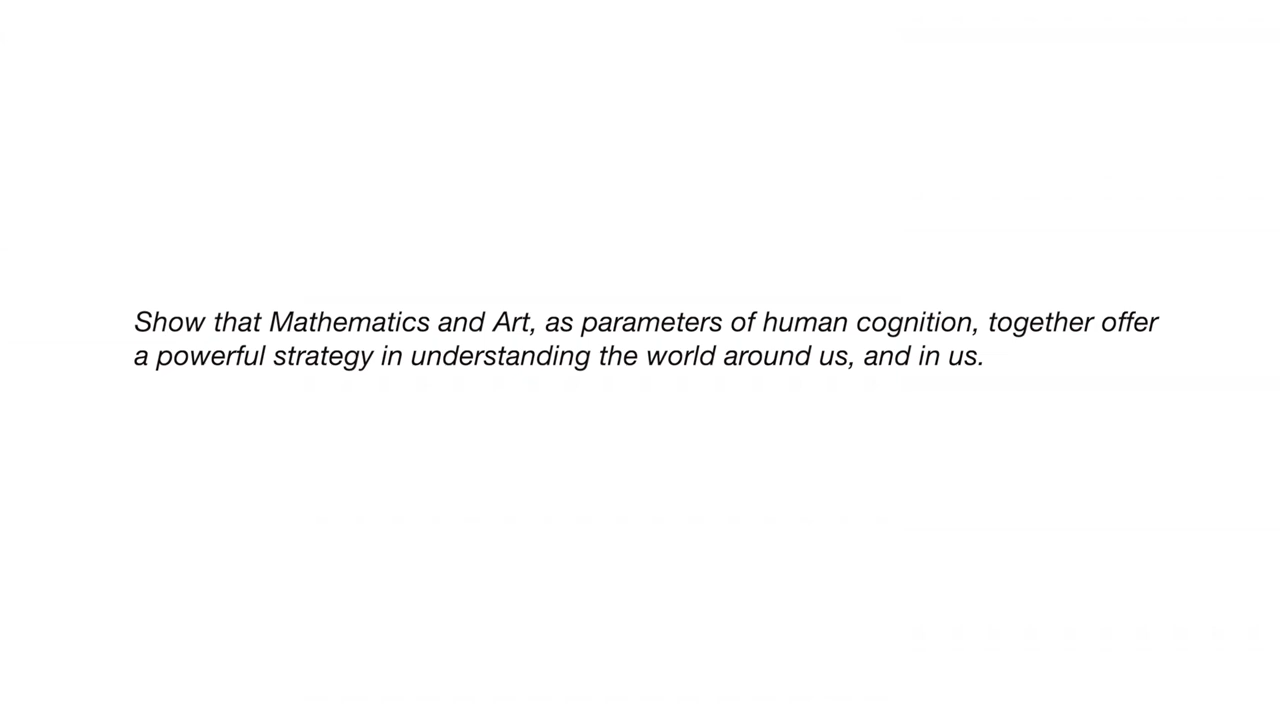 Show that Mathematics and Art, as parameters of human cognition, together offer
a powerful strategy in understanding the world around us, and in us.